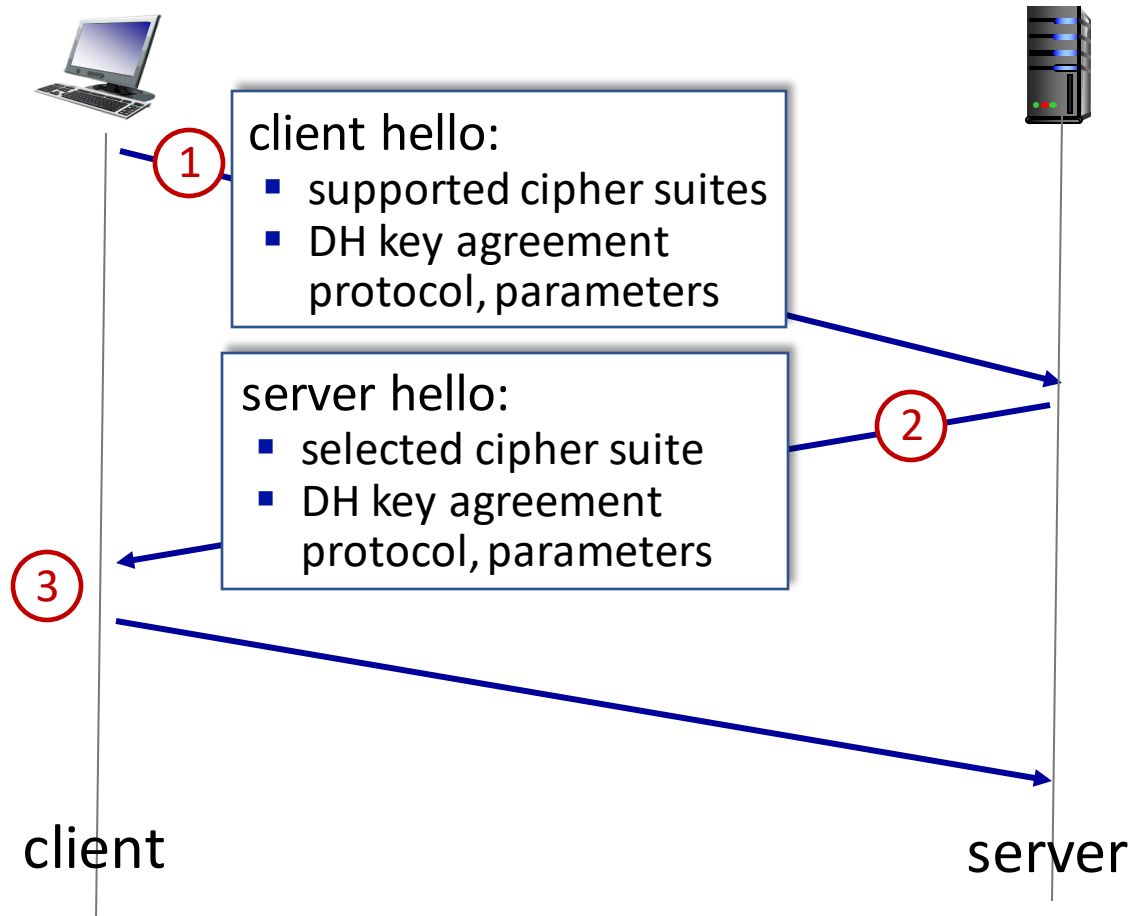 1
client hello:
supported cipher suites
DH key agreement
protocol, parameters
server hello:
selected cipher suite
DH key agreement
protocol, parameters
2
3
client
server